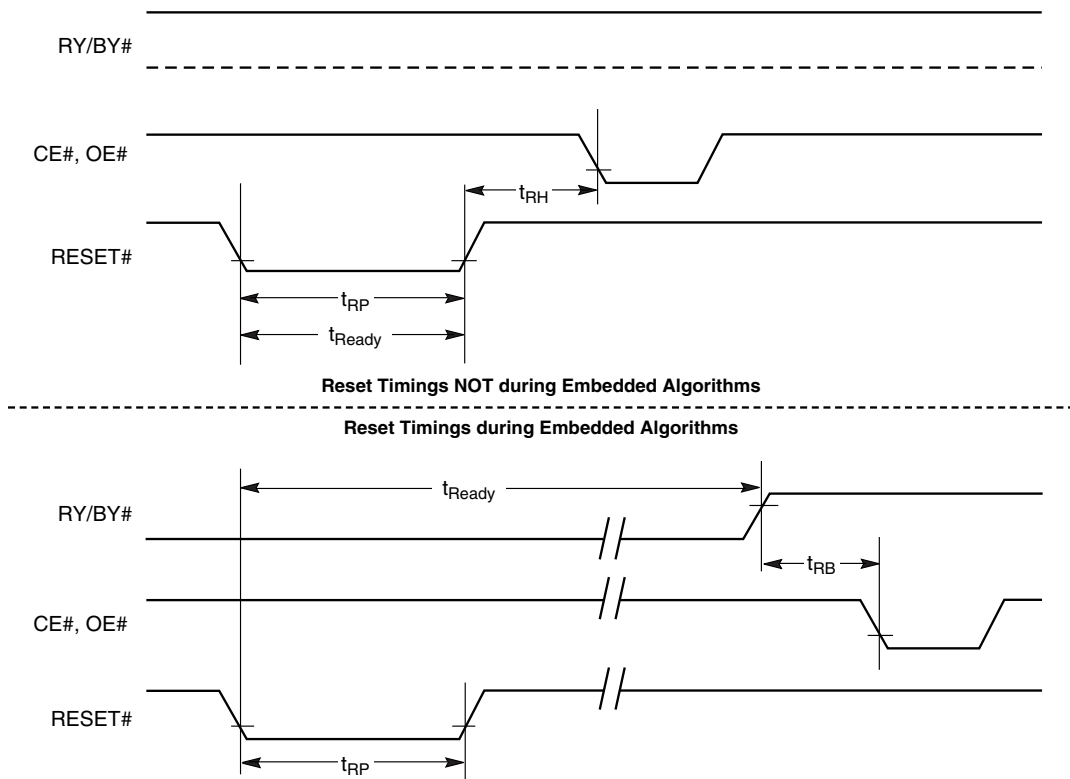 RY/BY#
CE#, OE#
tRH
RESET#
tRP
tReady
Reset Timings NOT during Embedded Algorithms
Reset Timings during Embedded Algorithms
tReady
RY/BY#
tRB
CE#, OE#
RESET#
tRP